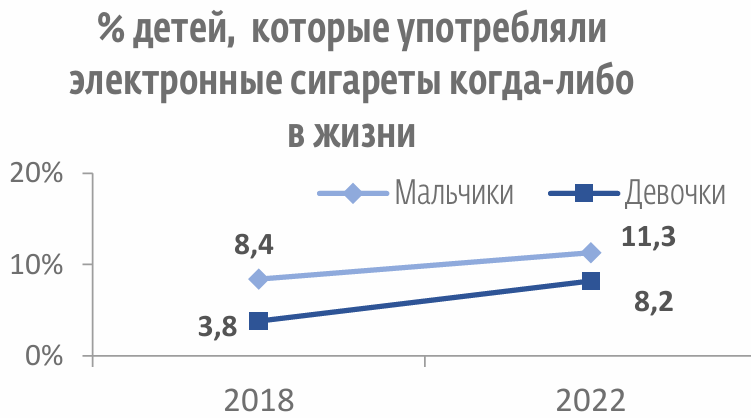 % детей, которые употребляли
электронные сигареты когда-либо
в жизни
20%
Мальчики
Девочки
8,4
11,3
10%
3,8
8,2
0%
2018
2022